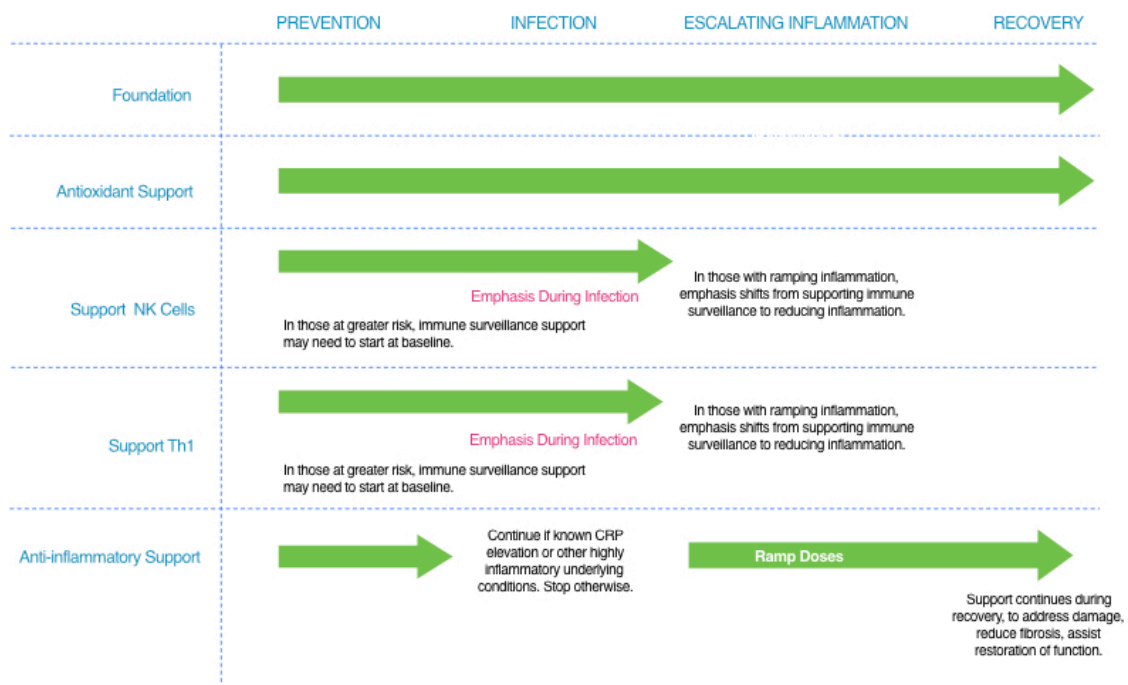 PREVENTION INFECTION ESCALATING INFLAMMATION RECOVERY
Foundation
Antioxidant Support
Support NK Cells
Emphasis During Infection
In those at greater risk, immune surveillance support
may need to start at baseline.
In those with ramping inflammation,
emphasis shifts from supporting immune
surveillance to reducing inflammation.
Support Th1
Emphasis During Infection
In those at greater risk, immune surveillance support
may need to start at baseline.
In those with ramping inflammation,
emphasis shifts from supporting immune
surveillance to reducing inflammation.
Anti-inflammatory Support
Continue if known CRP
elevation or other highly
inflammatory underlying
conditions. Stop otherwise.
Ramp Doses
Support continues during
recovery, to address damage,
reduce fibrosis, assist
restoration of function.